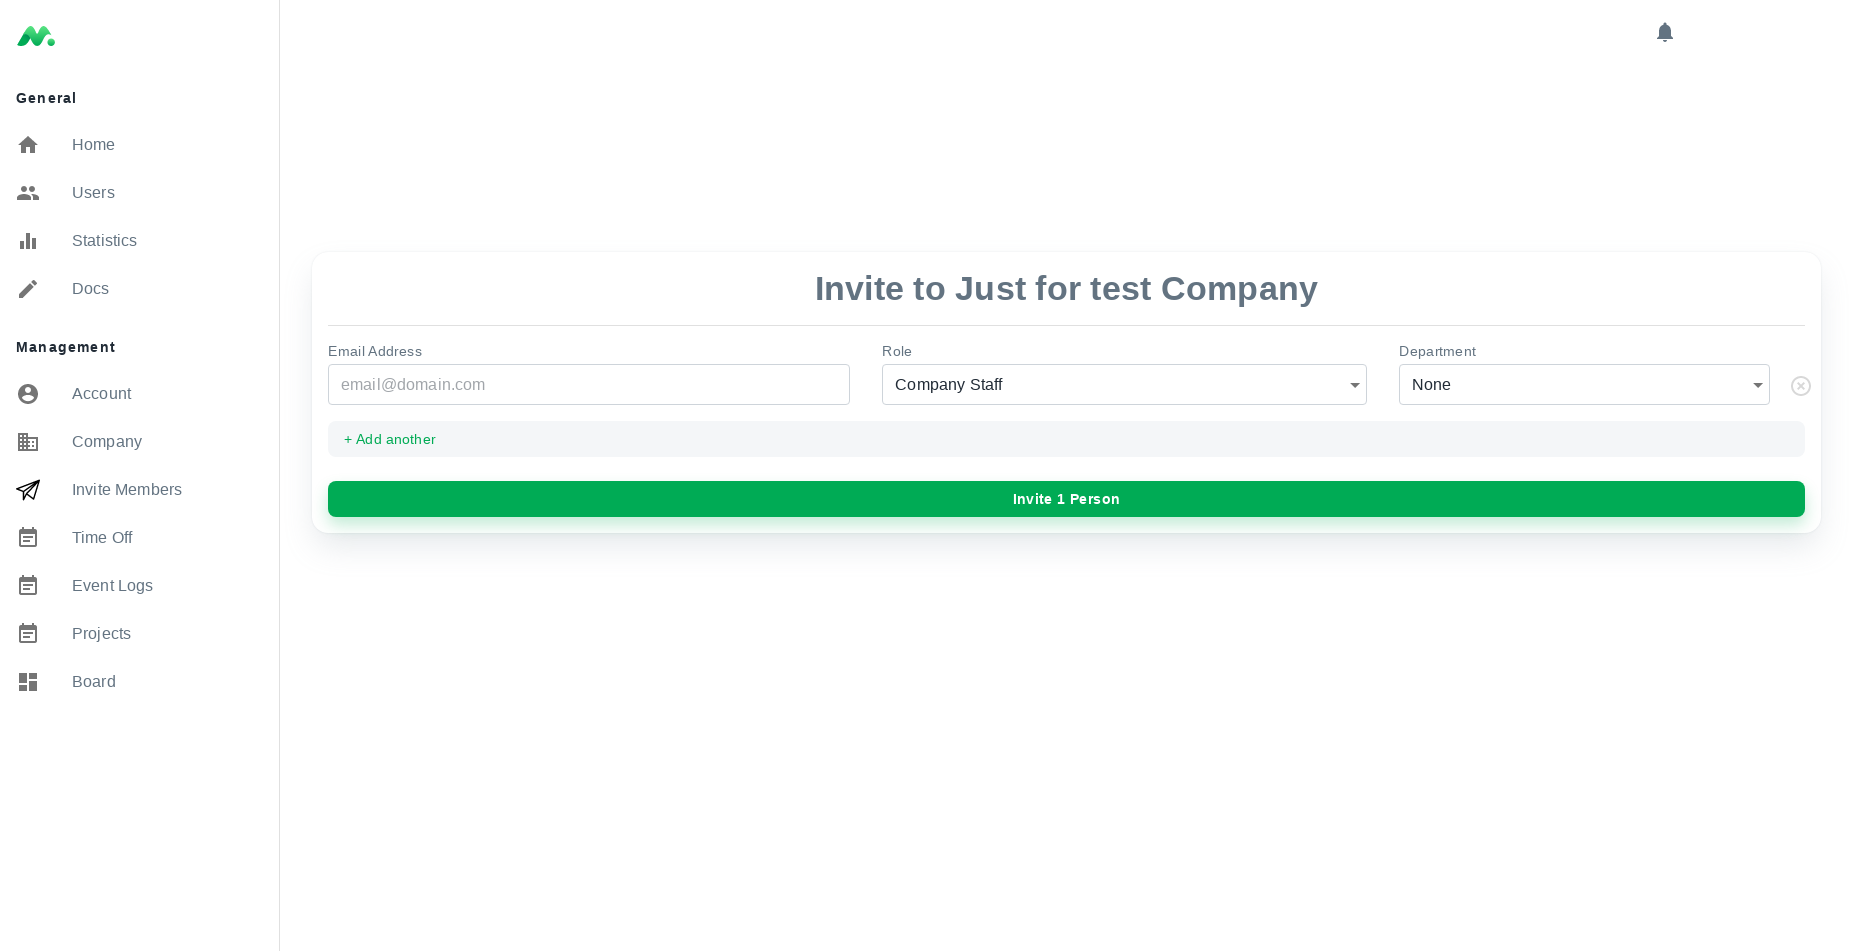 General
Home
Users
Statistics
Docs
Management
Account
Company
Invite Members
Time Off
Event Logs
Projects
Board
Invite to Just for test Company
Email Address
Role
Department
email@domain.com
Company Staff
None
+ Add another
Invite 1 Person